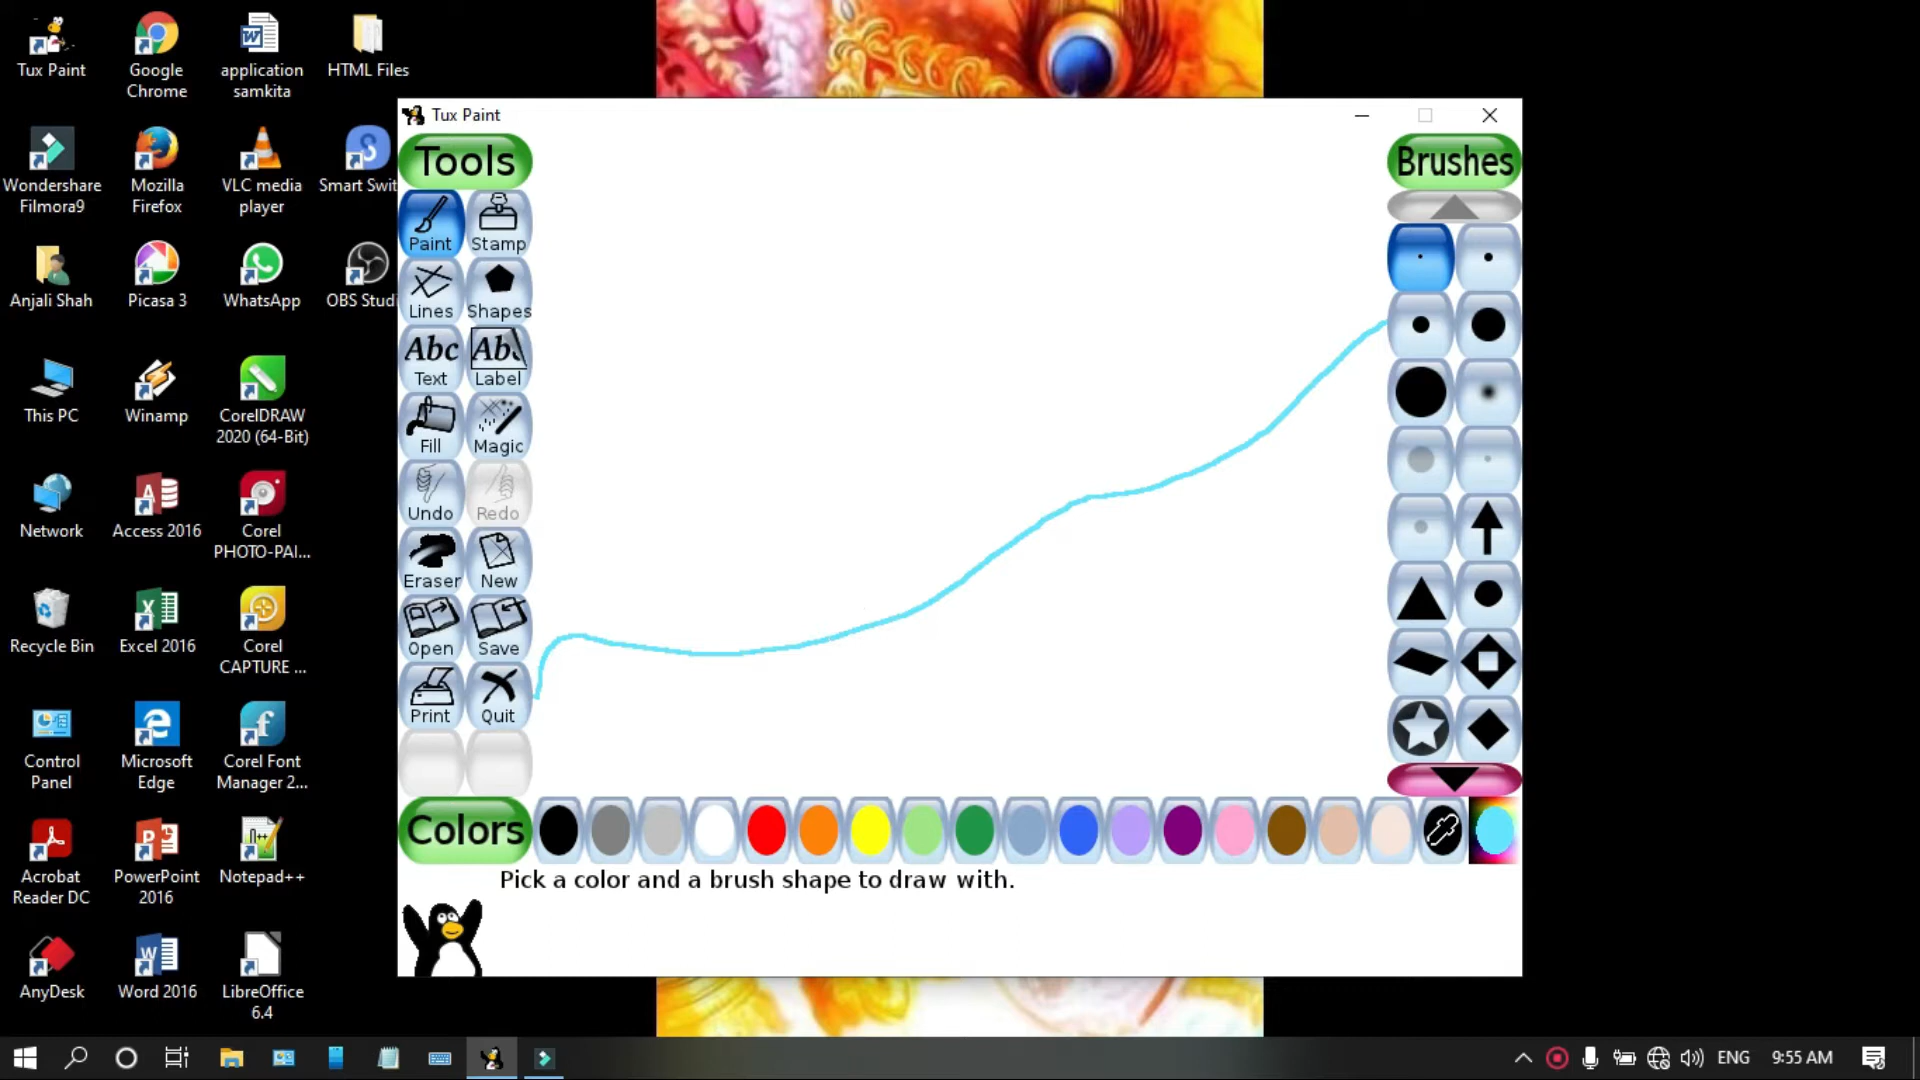 Tux Paint
Google
Chrome
application
samkita
HTML Files
Wondershare
Filmora9
Mozilla
Firefox
VLC media
player
Smart Swit
Anjali Shah
Picasa 3
WhatsApp
OBS Studi
This PC
Winamp
CorelDRAW
2020 (64-Bit)
Network
Access 2016
Corel
PHOTO-PAI...
Recycle Bin
Excel 2016
Corel
CAPTURE ...
Control
Panel
Microsoft
Edge
Corel Font
Manager 2...
Acrobat
Reader DC
PowerPoint
2016
Notepad++
AnyDesk
Word 2016
LibreOffice
6.4
Tux Paint
Tools
Brushes
Paint
Stamp
Lines
Shapes
Abc
Text
Label
Fill
Magic
Undo
Redo
Eraser
New
Open
Save
Print
Quit
Colors
Pick a color and a brush shape to draw with.
ENG
9:55 AM